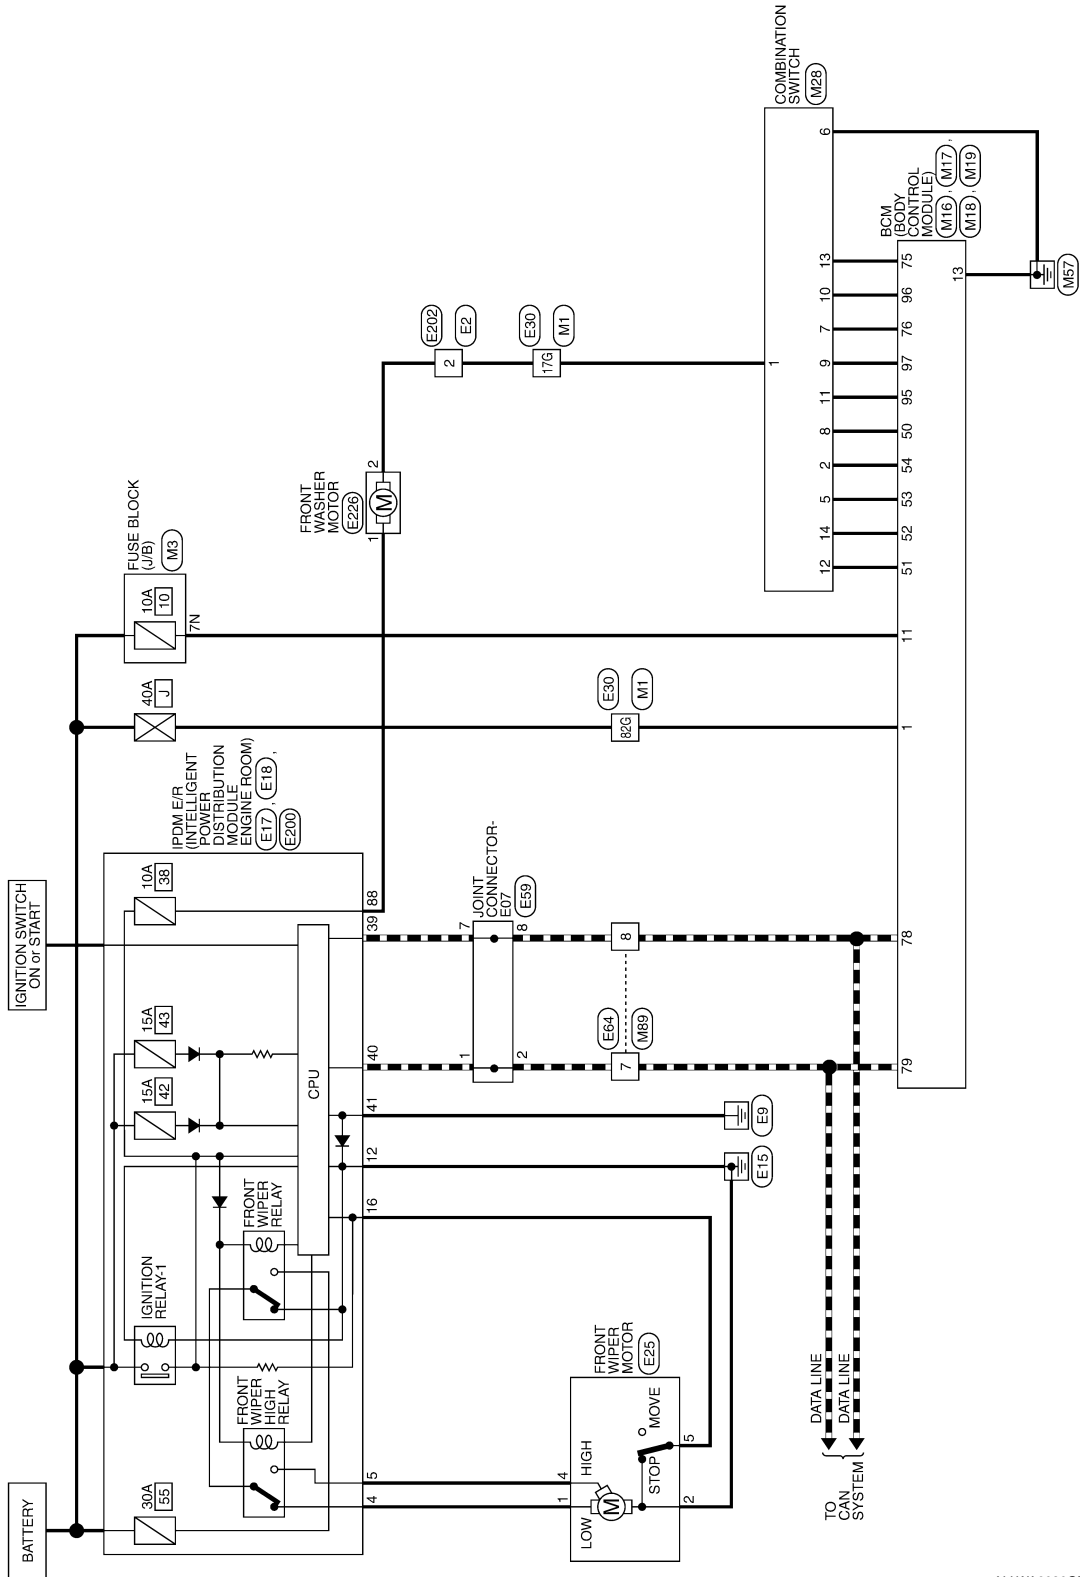 BATTERY
IGNITION SWITCH
ON or START
30A
55
FRONT
WIPER
HIGH
RELAY
IGNITION
RELAY-1
FRONT
WIPER
RELAY
15A
42
15A
43
10A
38
CPU
IPDM E/R
(INTELLIGENT
POWER
DISTRIBUTION
MODULE
ENGINE ROOM)
E17 , E18 ,
E200
40A
J
10A
10
FUSE BLOCK
(J/B)
M3
7N
4
5
16
12
41
40
39
88
FRONT
WASHER
MOTOR
E226
1
2
E202
E2
2
E30
M1
17G
JOINT
CONNECTOR-
E07
E59
1
7
2
8
E64
M89
7
8
E30
M1
82G
FRONT
WIPER
MOTOR
E25
1
4
LOW
HIGH
M
M
STOP
MOVE
2
5
E15
E9
COMBINATION
SWITCH
M28
1
12
14
5
2
8
11
9
7
10
13
6
BCM
(BODY
CONTROL
MODULE)
M16 , M17 ,
M18 , M19
79
78
1
11
51
52
53
54
50
95
97
76
96
75
13
M57
DATA LINE
DATA LINE
TO
CAN
SYSTEM